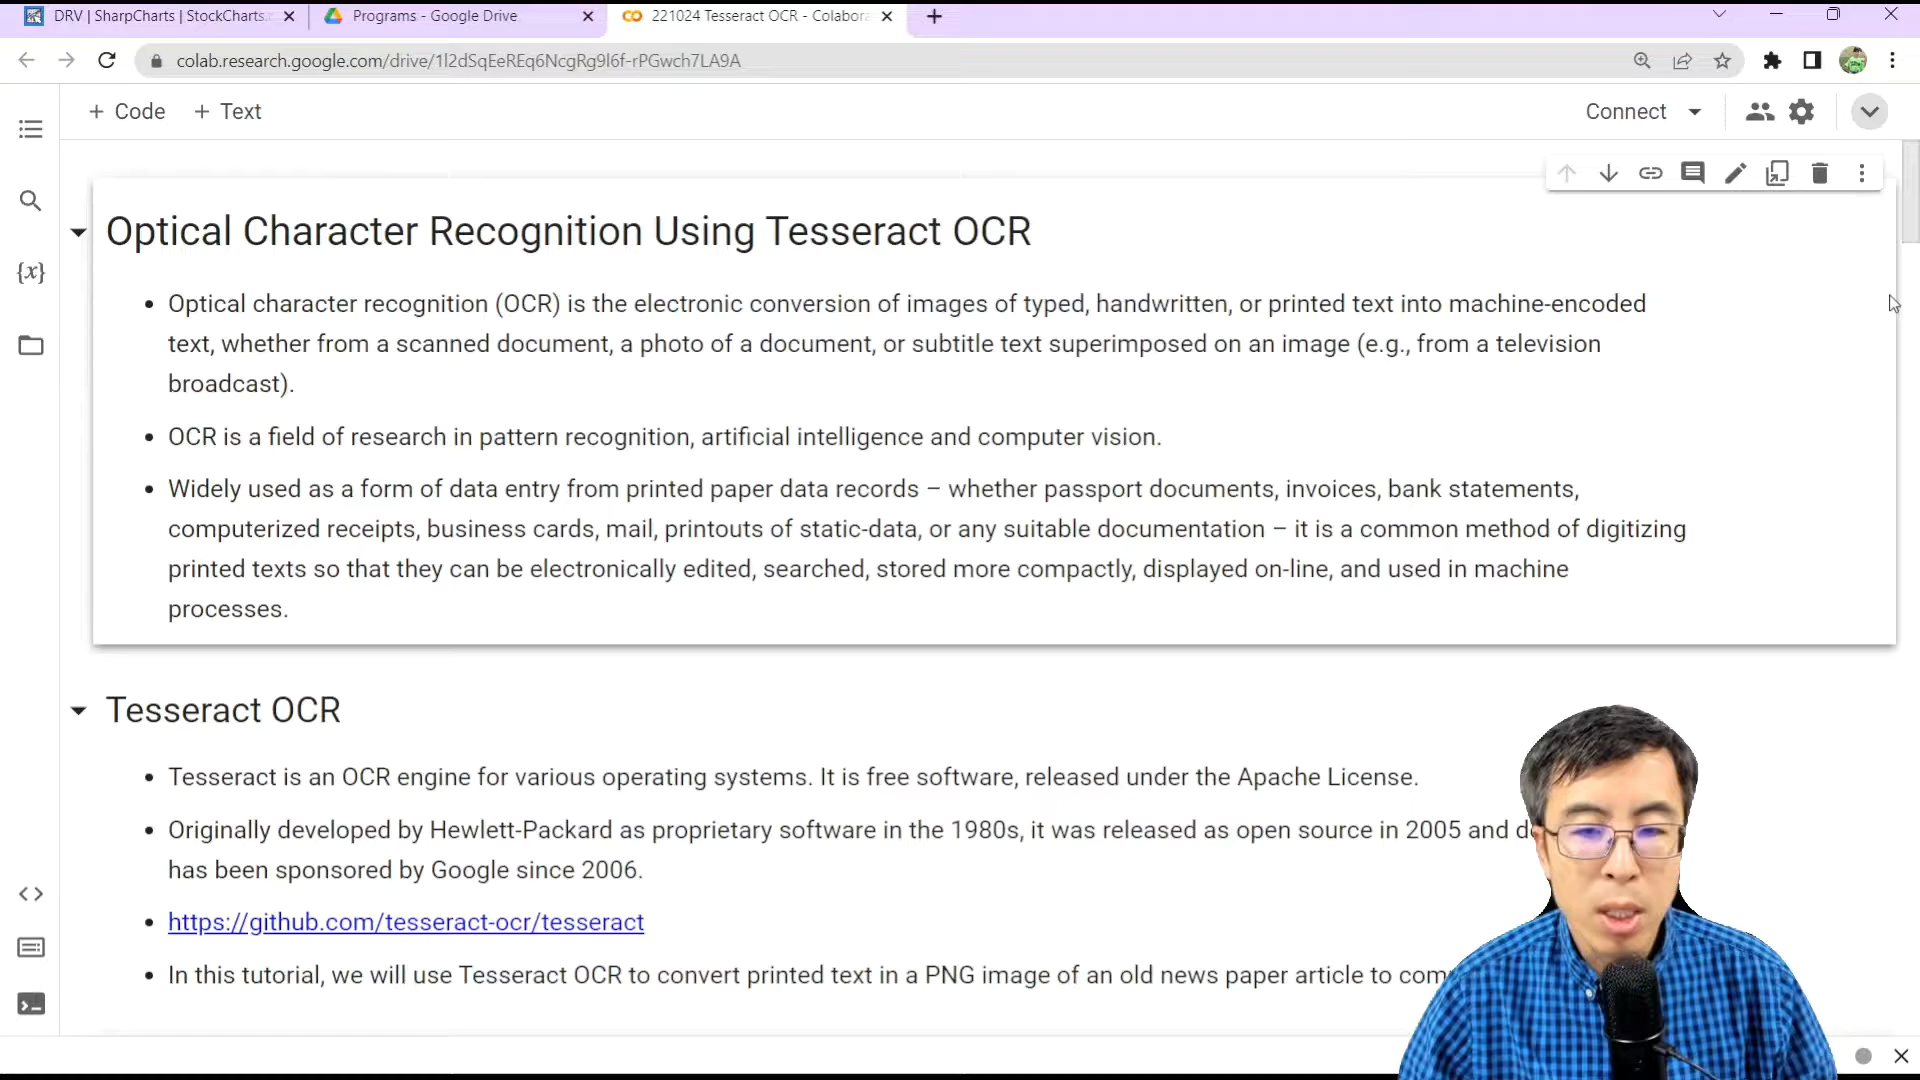 DRV | SharpCharts | StockCharts.
Programs - Google Drive
221024 Tesseract OCR - Colabora
colab.research.google.com/drive/1l2dSqEeREq6NcgRg9l6f-rPGwch7LA9A
+ Code + Text
Connect
Optical Character Recognition Using Tesseract OCR
• Optical character recognition (OCR) is the electronic conversion of images of typed, handwritten, or printed text into machine-encoded
text, whether from a scanned document, a photo of a document, or subtitle text superimposed on an image (e.g., from a television
broadcast).
• OCR is a field of research in pattern recognition, artificial intelligence and computer vision.
• Widely used as a form of data entry from printed paper data records – whether passport documents, invoices, bank statements,
computerized receipts, business cards, mail, printouts of static-data, or any suitable documentation – it is a common method of digitizing
printed texts so that they can be electronically edited, searched, stored more compactly, displayed on-line, and used in machine
processes.
{x}
Tesseract OCR
• Tesseract is an OCR engine for various operating systems. It is free software, released under the Apache License.
• Originally developed by Hewlett-Packard as proprietary software in the 1980s, it was released as open source in 2005 and
has been sponsored by Google since 2006.
• https://github.com/tesseract-ocr/tesseract
• In this tutorial, we will use Tesseract OCR to convert printed text in a PNG image of an old news paper article to